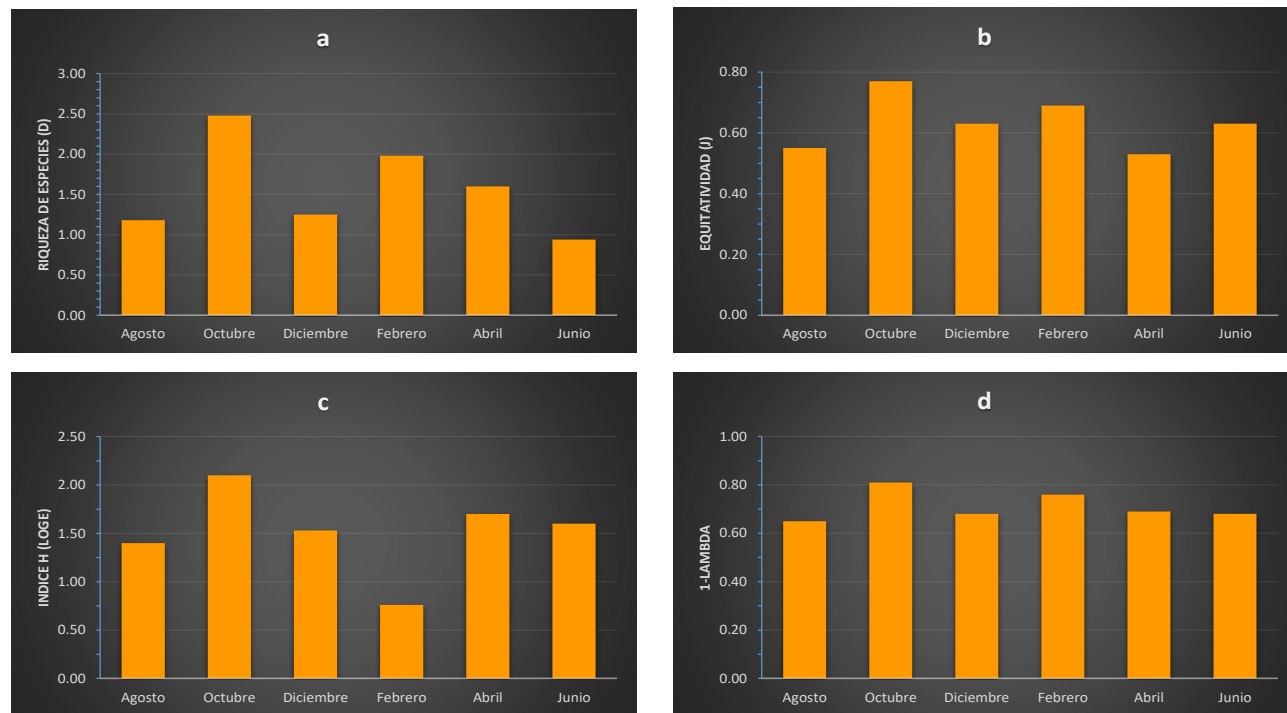 a
RIQUEZA DE ESPECIES (D)
3.00
2.50
2.00
1.50
1.00
0.50
0.00
Agosto Octubre Diciembre Febrero Abril Junio
b
EQUITATIVIDAD (J)
0.80
0.60
0.40
0.20
0.00
Agosto Octubre Diciembre Febrero Abril Junio
c
INDICE H (LOGE)
2.50
2.00
1.50
1.00
0.50
0.00
Agosto Octubre Diciembre Febrero Abril Junio
d
1-LAMBDA
1.00
0.80
0.60
0.40
0.20
0.00
Agosto Octubre Diciembre Febrero Abril Junio